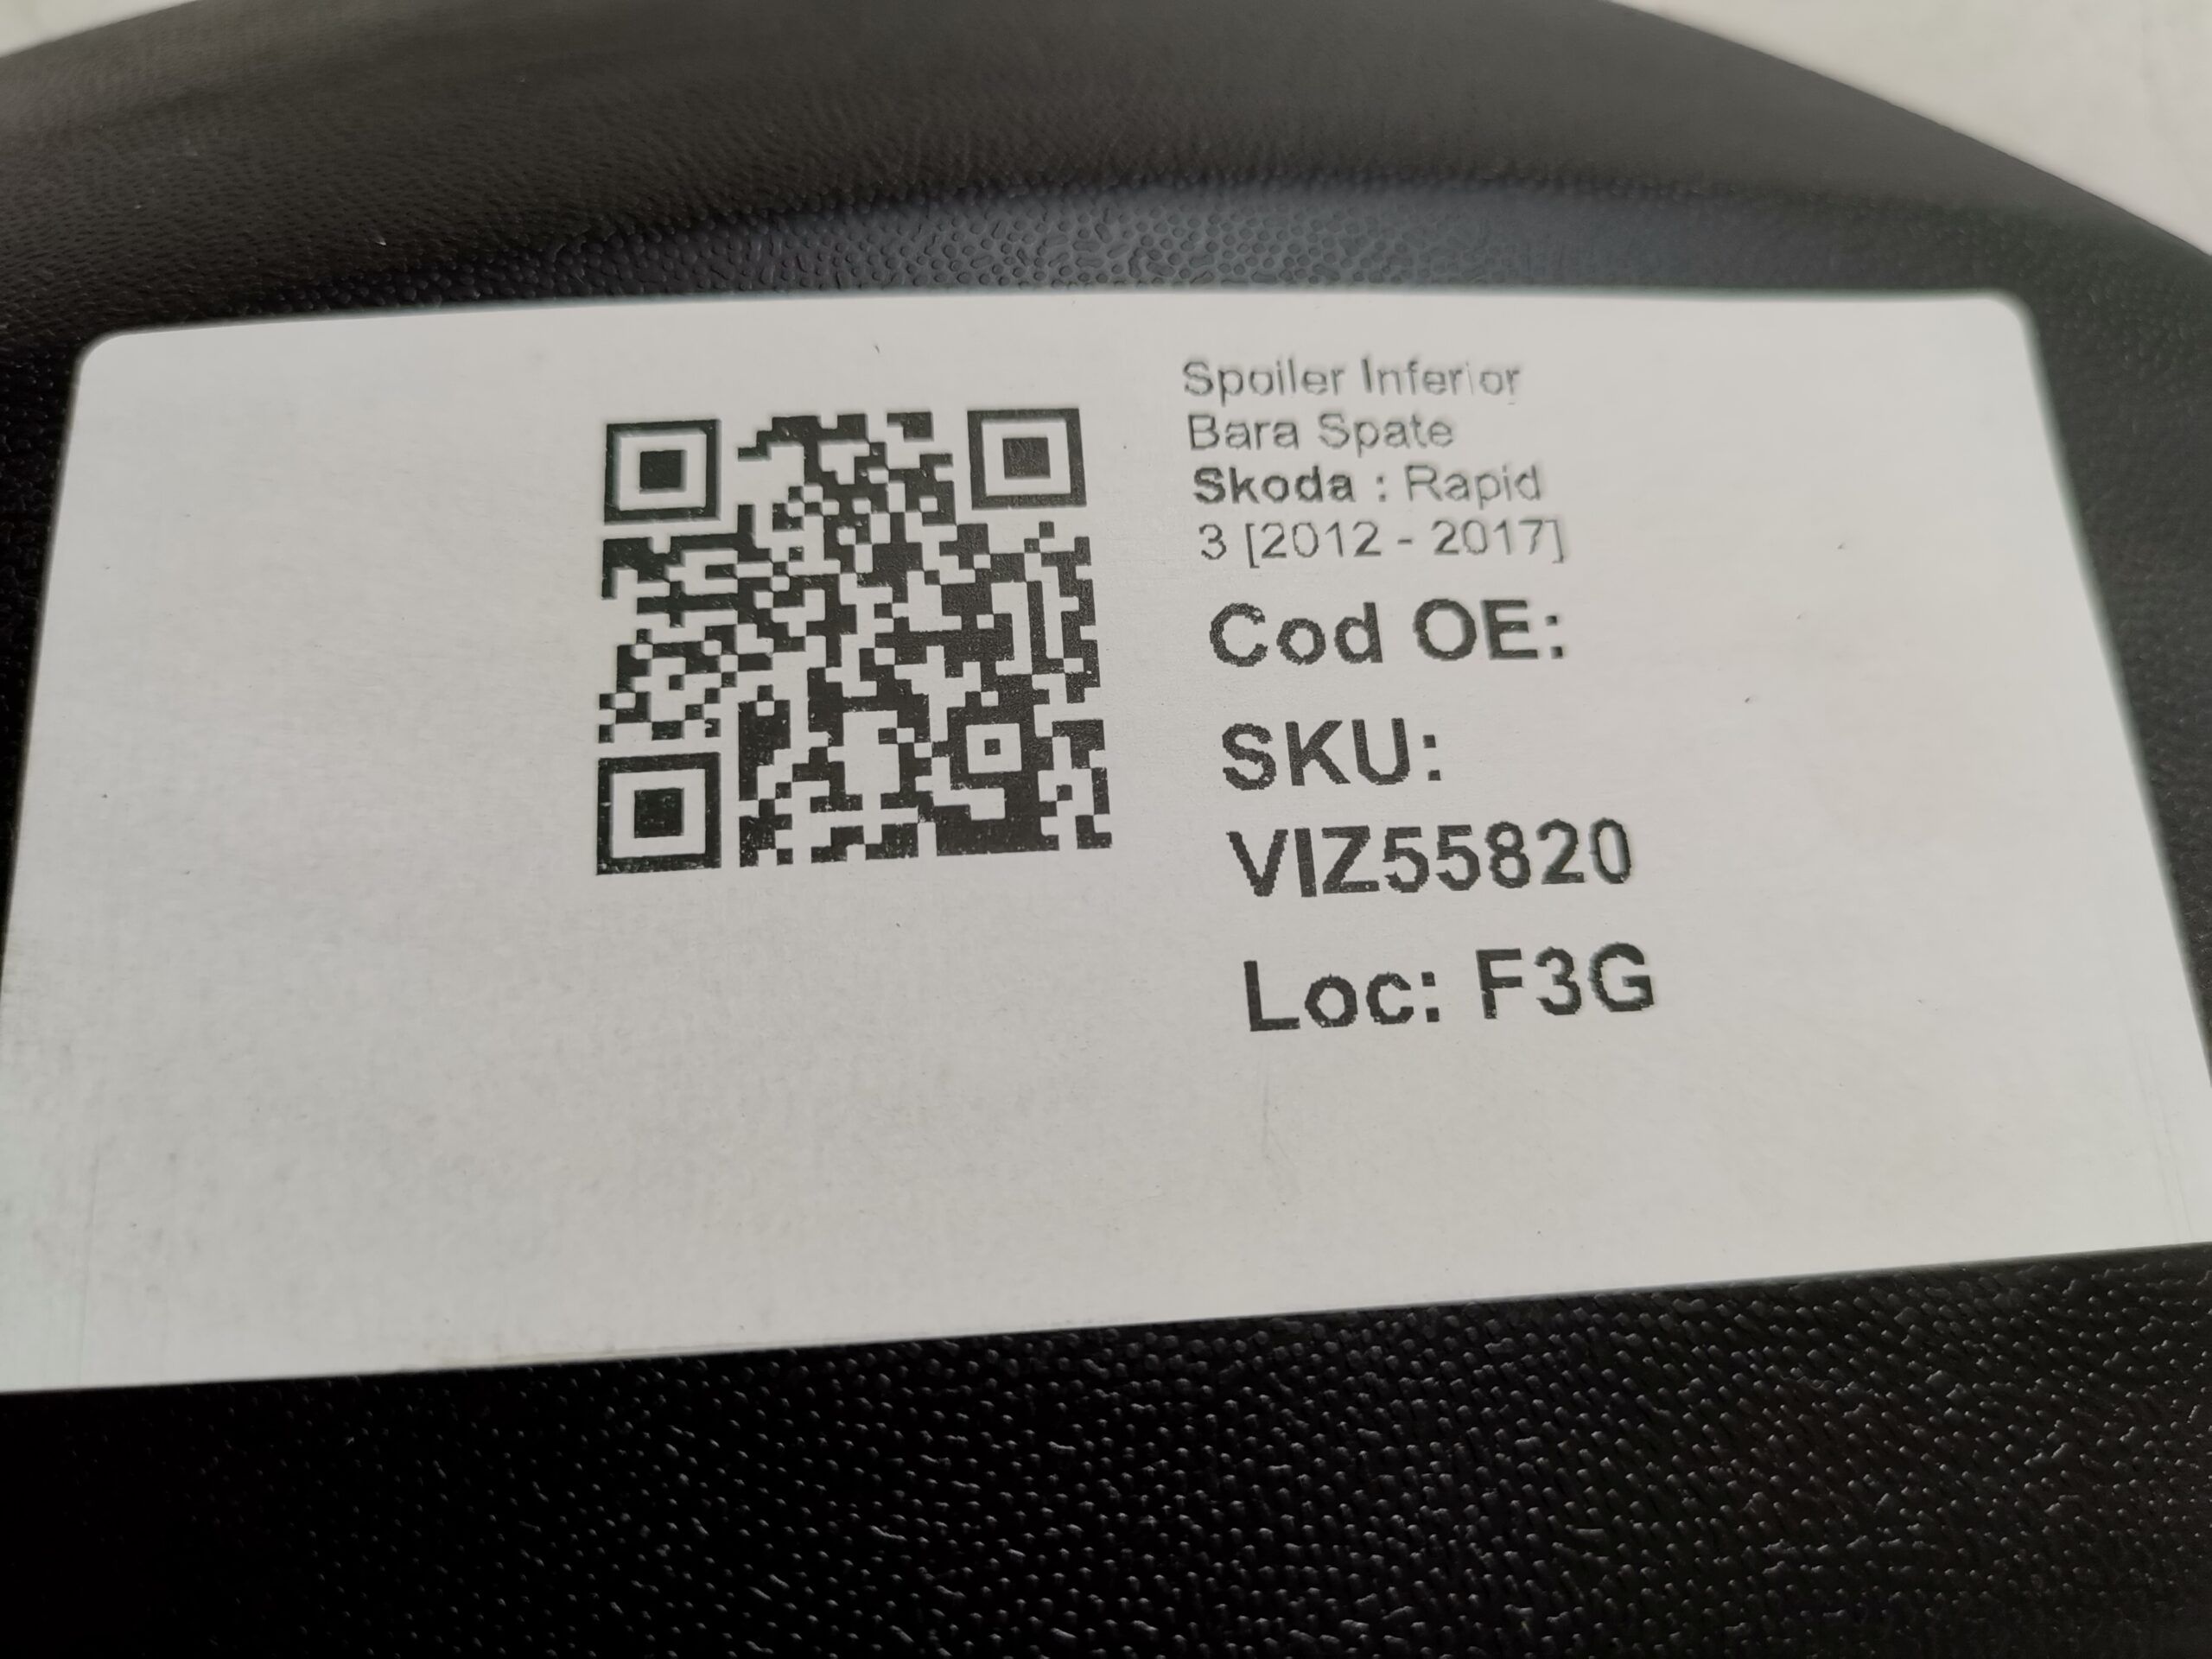 Spoiler Inferior
Bara Spate
Skoda : Rapid
3 [2012 - 2017]
Cod OE:
SKU:
VIZ55820
Loc: F3G